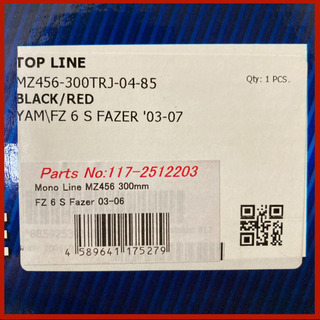 TOP LINE
MZ456-300TRJ-04-85
Qty: 1 PCS.
BLACK/RED
YAM\FZ 6 S FAZER '03-07
Parts No:117-2512203
Mono Line MZ456 300mm
FZ 6 S Fazer 03-06
4 589641 175279